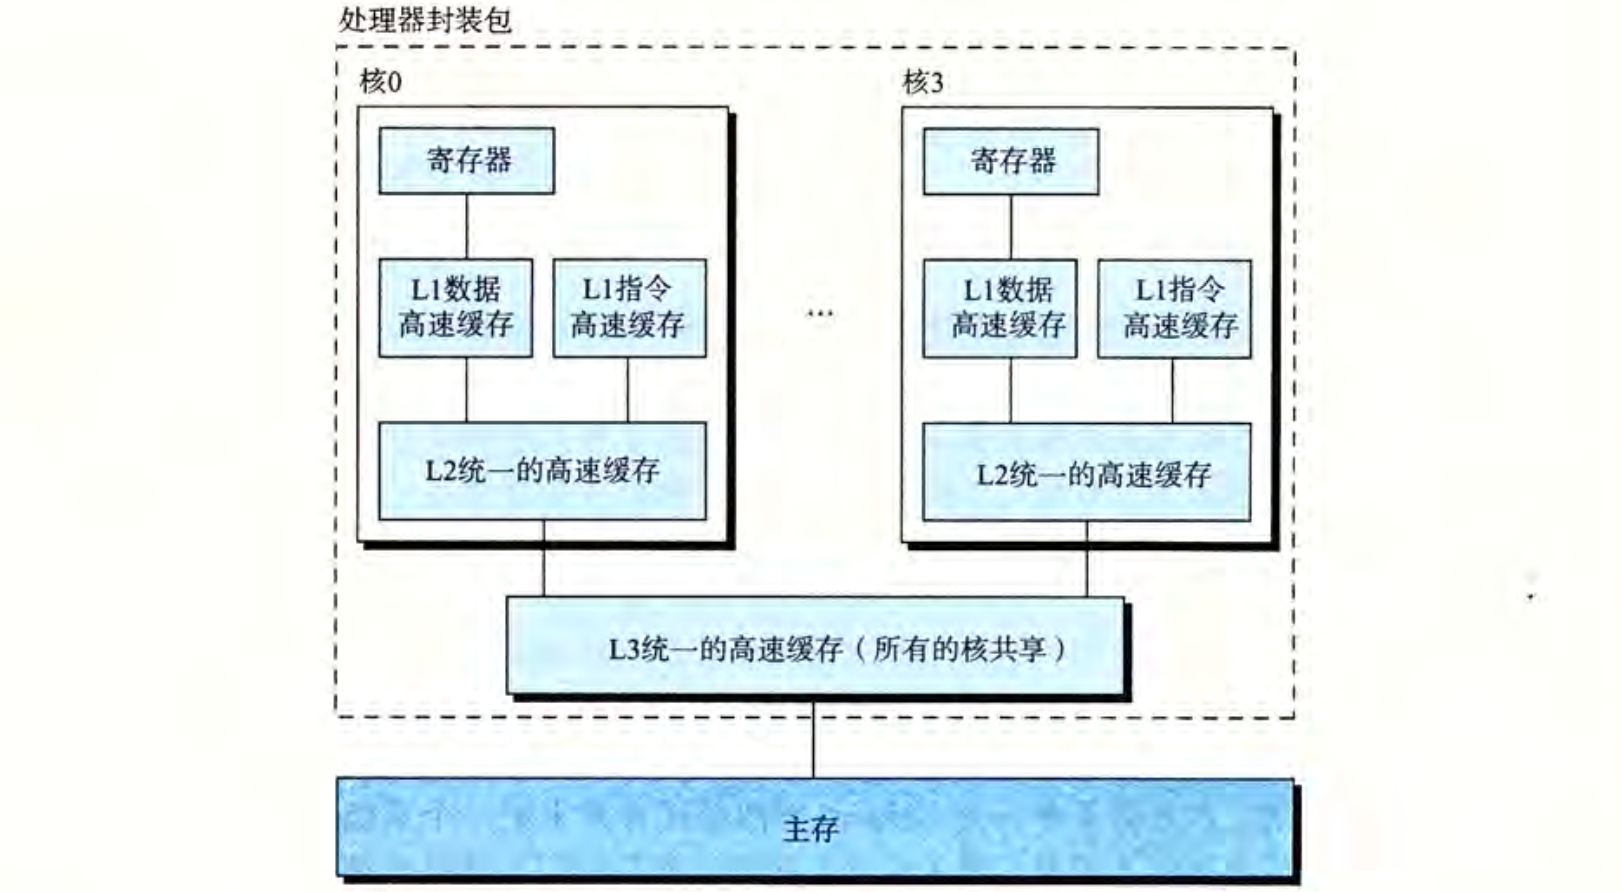 处理器封装包
核0
寄存器
L1数据
高速缓存
L1指令
高速缓存
L2统一的高速缓存
...
核3
寄存器
L1数据
高速缓存
L1指令
高速缓存
L2统一的高速缓存
L3统一的高速缓存（所有的核共享）
主存